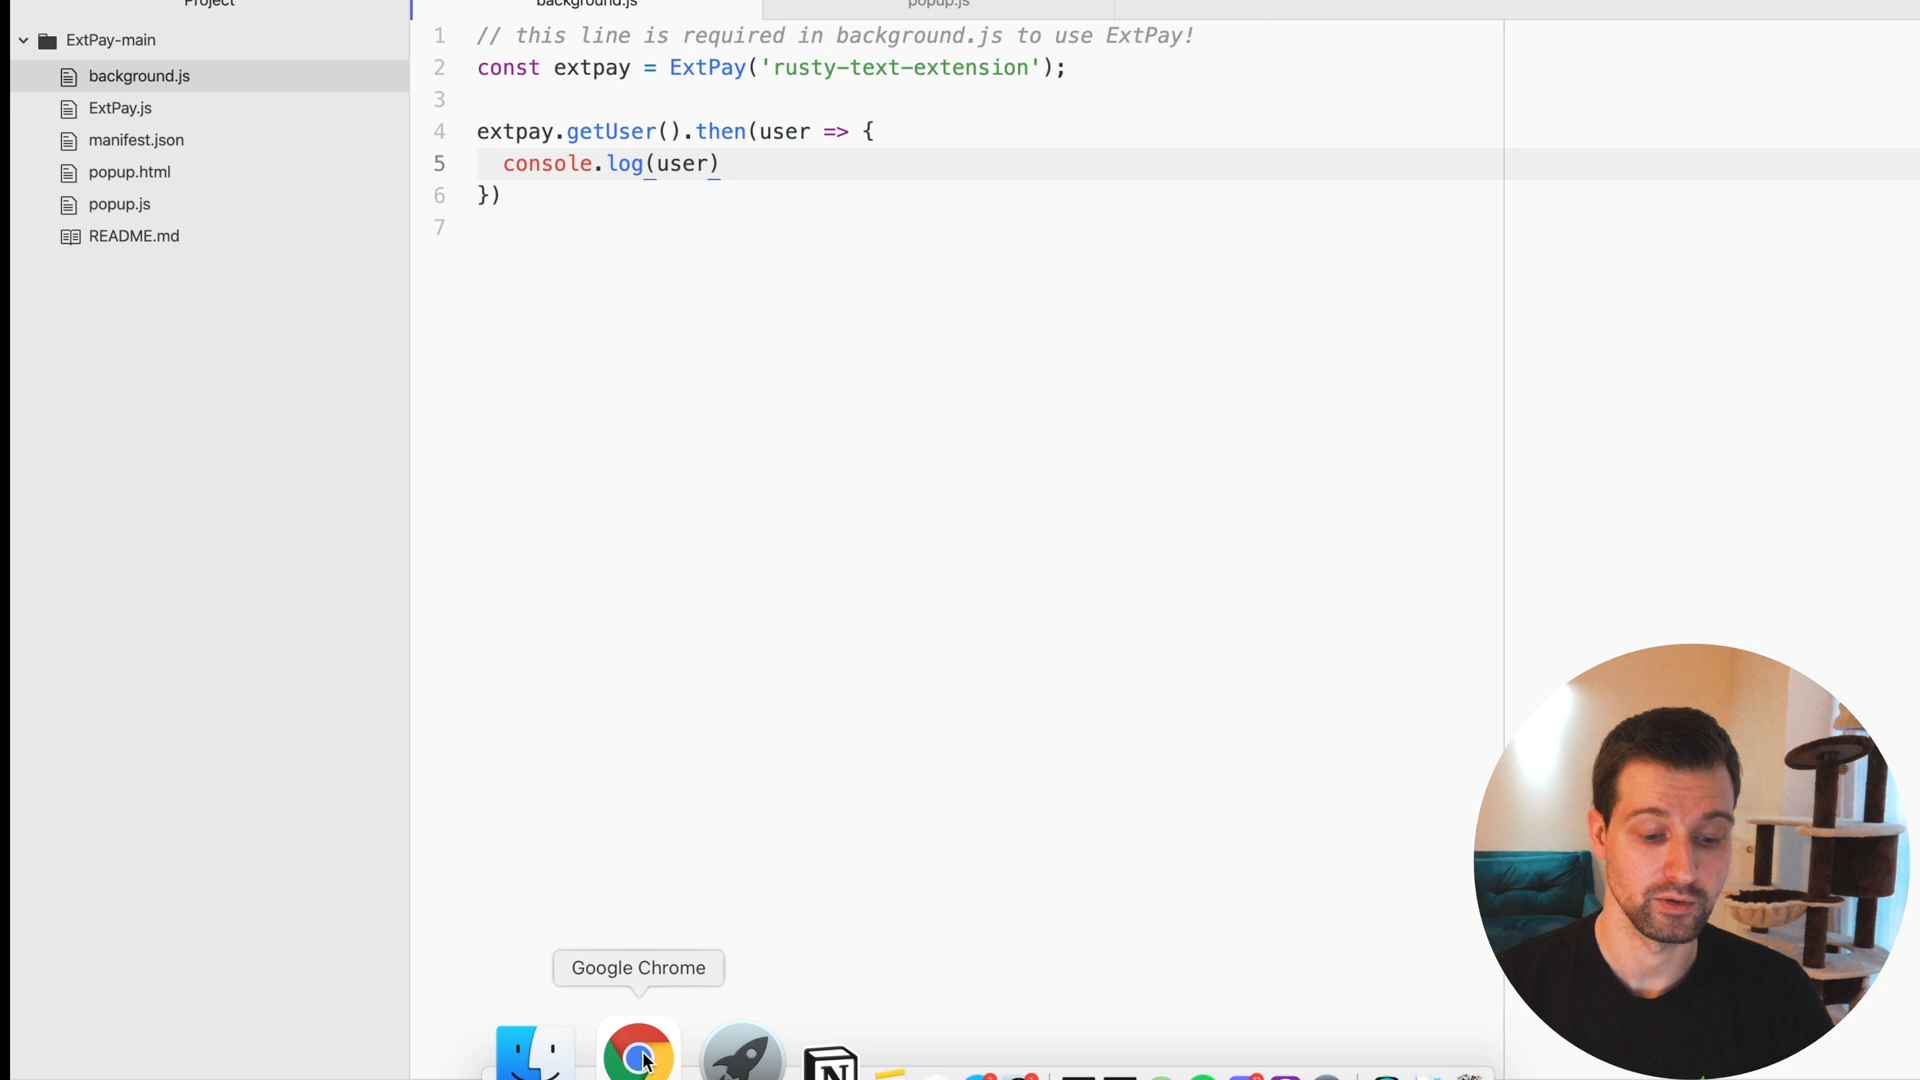 Project
background.js
popup.js
ExtPay-main
background.js
ExtPay.js
manifest.json
popup.html
popup.js
README.md
1 // this line is required in background.js to use ExtPay!
2 const extpay = ExtPay('rusty-text-extension');
3
4 extpay.getUser().then(user => {
5 console.log(user)
6 })
7
Google Chrome
N